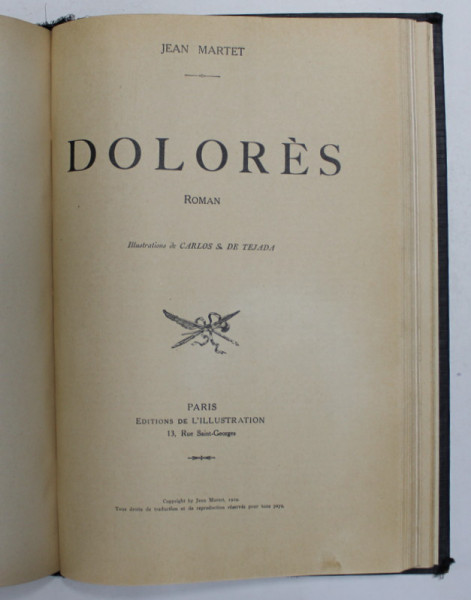 JEAN MARTET
DOLORÈS
ROMAN
Illustrations de CARLOS S. DE TEJADA
PARIS
EDITIONS DE L'ILLUSTRATION
13, Rue Saint-Georges
Copyright by Jean Martet,
Tous droits de traduction et de reproduction réservés pour tous pays